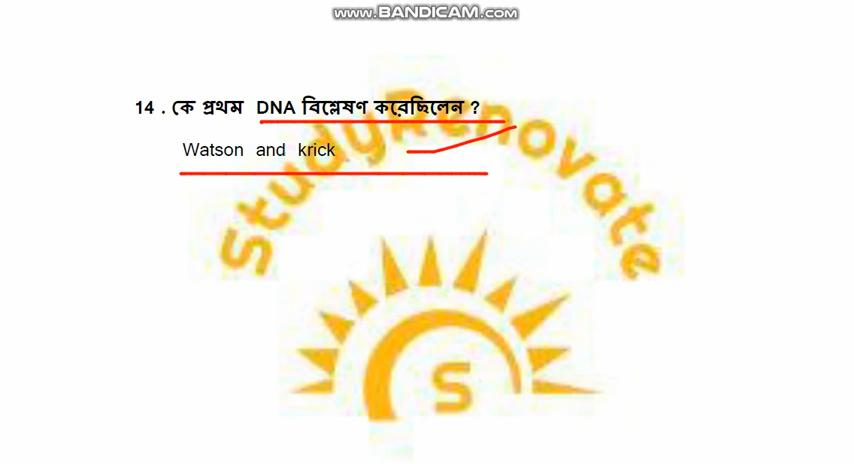 www.BANDICAM.com
14 . কে প্রথম DNA বিশ্লেষণ করেছিলেন ?
Watson and krick
StudyRenovate
S